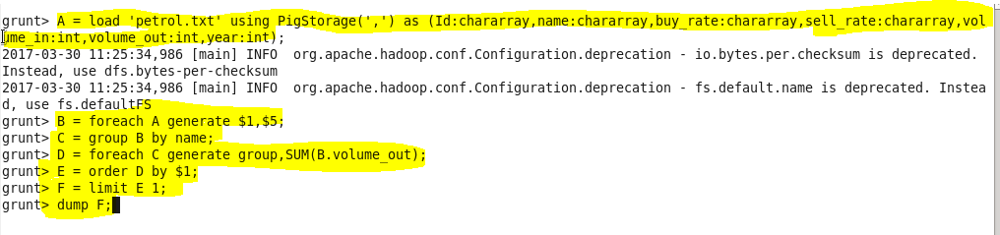 grunt> A = load 'petrol.txt' using PigStorage(',') as (Id:chararray,name:chararray,buy_rate:chararray,sell_rate:chararray,vol
ume_in:int,volume_out:int,year:int);
2017-03-30 11:25:34,986 [main] INFO  org.apache.hadoop.conf.Configuration.deprecation - io.bytes.per.checksum is deprecated.
Instead, use dfs.bytes-per-checksum
2017-03-30 11:25:34,986 [main] INFO  org.apache.hadoop.conf.Configuration.deprecation - fs.default.name is deprecated. Instea
d, use fs.defaultFS
grunt> B = foreach A generate $1,$5;
grunt> C = group B by name;
grunt> D = foreach C generate group,SUM(B.volume_out);
grunt> E = order D by $1;
grunt> F = limit E 1;
grunt> dump F;